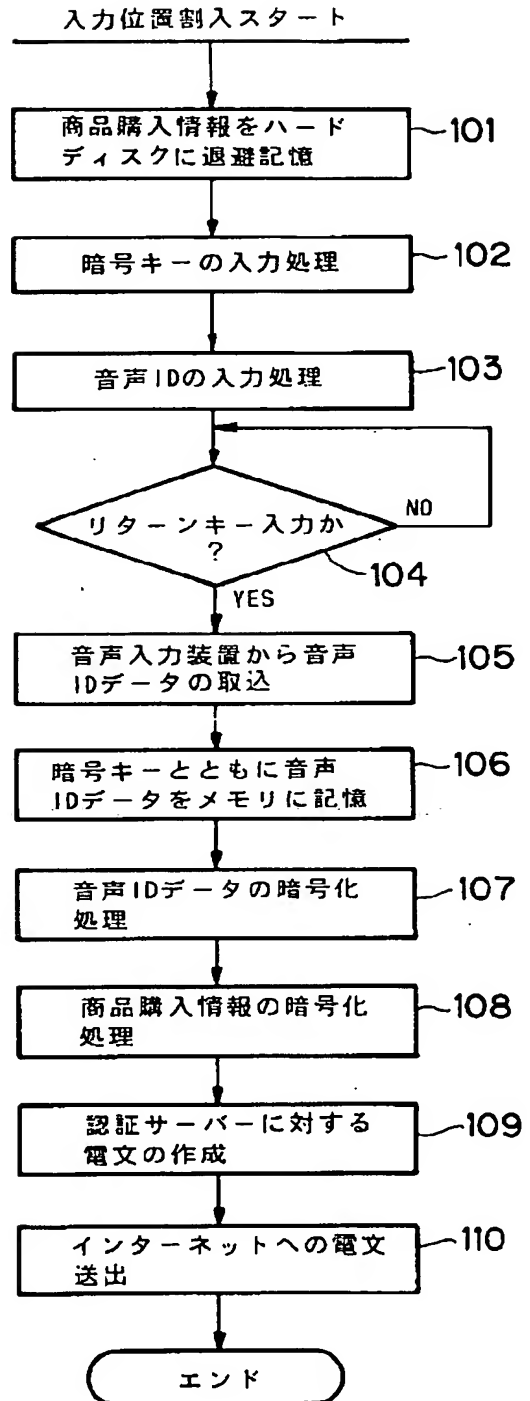 入力位置割入スタート
商品購入情報をハード
ディスクに退避記憶
101
暗号キーの入力処理
102
音声IDの入力処理
103
リターンキー入力か
?
NO
104
YES
音声入力装置から音声
IDデータの取込
105
暗号キーとともに音声
IDデータをメモリに記憶
106
音声IDデータの暗号化
処理
107
商品購入情報の暗号化
処理
108
認証サーバーに対する
電文の作成
109
インターネットへの電文
送出
110
エンド